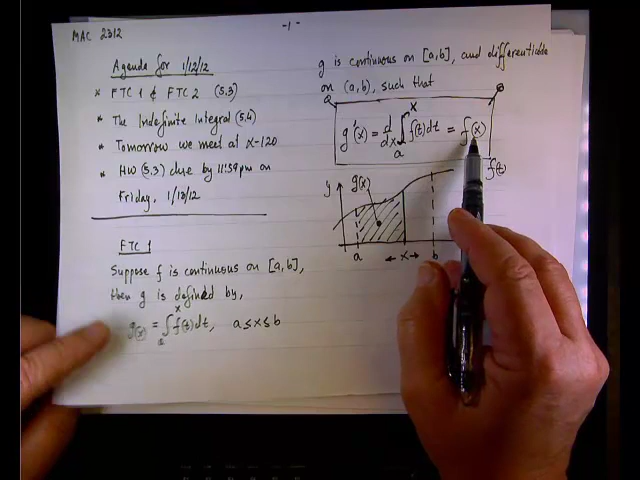 MAC 2312
-1-
Agenda for 1/12/12
* FTC 1 & FTC 2 (5.3)
* The Indefinite Integral (5.4)
* Tomorrow we meet at X-120
* HW (5.3) due by 11:59pm on
Friday, 1/13/12
FTC 1
Suppose f is continuous on [a,b],
then g is defined by,
g(x) = ∫ₐˣ f(t)dt, a ≤ x ≤ b
g is continuous on [a,b], and differentiable
on (a,b), such that
g'(x) = d/dx ∫ₐˣ f(t)dt = f(x)
f(t)
y g(x)
a ← x → b